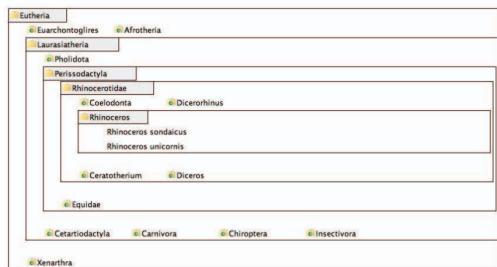 Eutheria
Euarchontoglires Afrotheria
Laurasiatheria
Pholidota
Perissodactyla
Rhinocerotidae
Coelodonta Dicerorhinus
Rhinoceros
Rhinoceros sondaicus
Rhinoceros unicornis
Ceratotherium Diceros
Equidae
Cetartiodactyla Carnivora Chiroptera Insectivora
Xenarthra